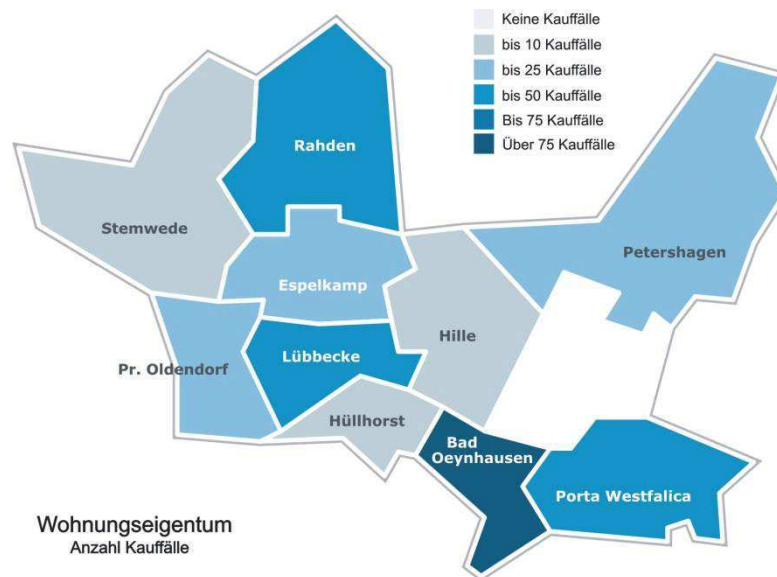 Keine Kauffälle
bis 10 Kauffälle
bis 25 Kauffälle
bis 50 Kauffälle
Bis 75 Kauffälle
Über 75 Kauffälle
Rahden
Stemwede
Petershagen
Espelkamp
Hille
Lübbecke
Pr. Oldendorf
Hüllhorst
Bad
Oeynhausen
Porta Westfalica
Wohnungseigentum
Anzahl Kauffälle